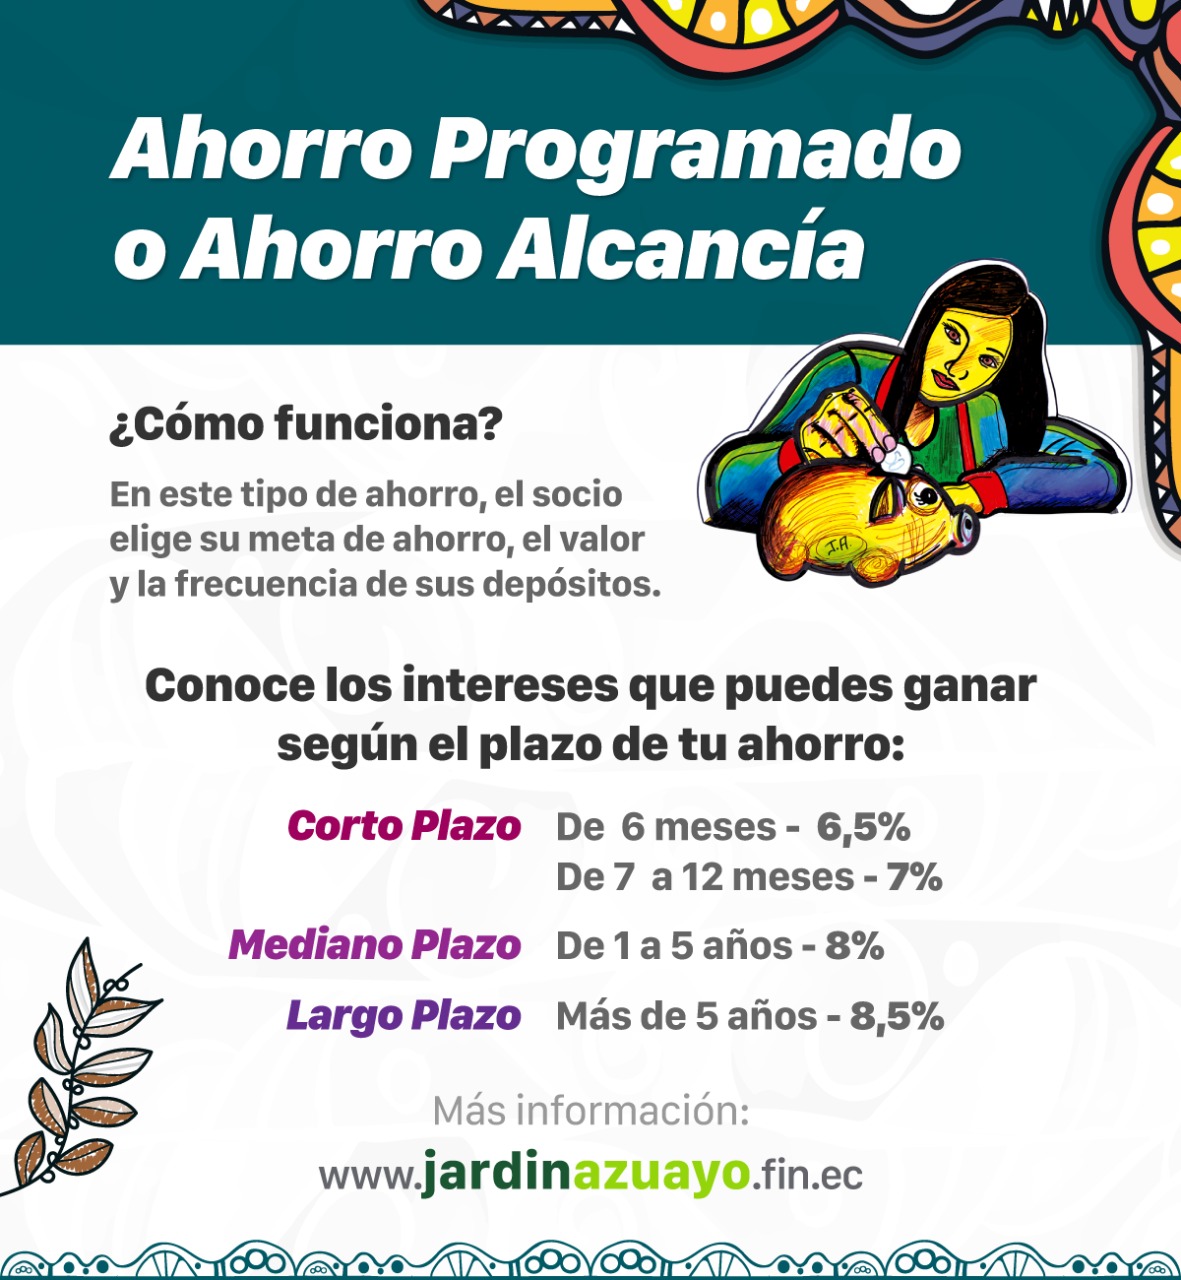 Ahorro Programado
o Ahorro Alcancía
¿Cómo funciona?
En este tipo de ahorro, el socio
elige su meta de ahorro, el valor
y la frecuencia de sus depósitos.
J.A.
Conoce los intereses que puedes ganar
según el plazo de tu ahorro:
Corto Plazo De 6 meses - 6,5%
De 7 a 12 meses - 7%
Mediano Plazo De 1 a 5 años - 8%
Largo Plazo Más de 5 años - 8,5%
Más información:
www.jardinazuayo.fin.ec